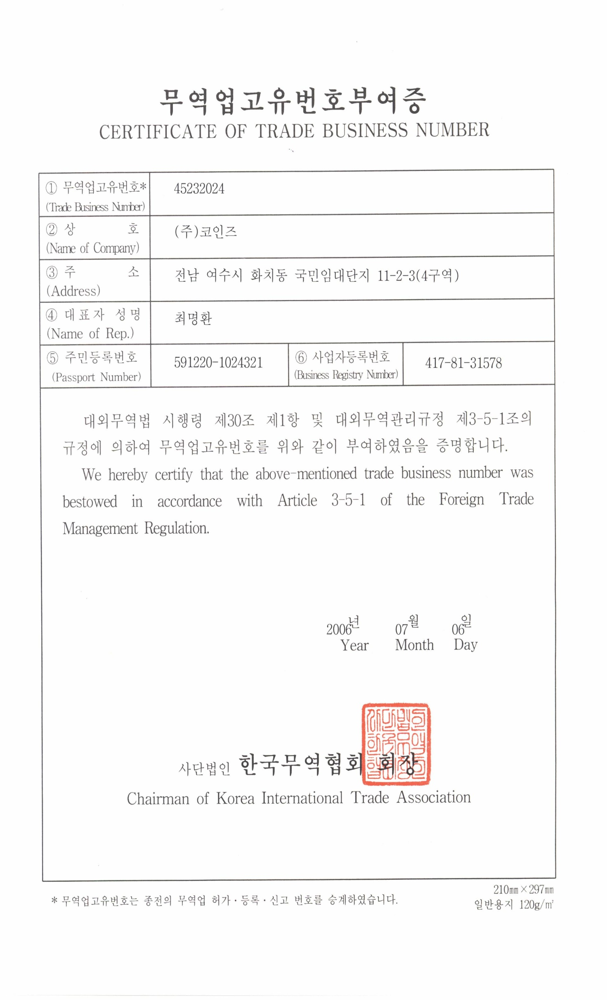 무역업고유번호부여증
CERTIFICATE OF TRADE BUSINESS NUMBER
① 무역업고유번호* 45232024
(Trade Business Number)
② 상 호 (주)코인즈
(Name of Company)
③ 주 소 전남 여수시 화치동 국민임대단지 11-2-3(4구역)
(Address)
④ 대표자 성명 최명환
(Name of Rep.)
⑤ 주민등록번호 591220-1024321 ⑥ 사업자등록번호 417-81-31578
(Passport Number) (Business Registry Number)
대외무역법 시행령 제30조 제1항 및 대외무역관리규정 제3-5-1조의
규정에 의하여 무역업고유번호를 위와 같이 부여하였음을 증명합니다.
We hereby certify that the above-mentioned trade business number was
bestowed in accordance with Article 3-5-1 of the Foreign Trade
Management Regulation.
2006년 07월 06일
Year Month Day
사단법인 한국무역협회 회장
Chairman of Korea International Trade Association
210㎜×297㎜
* 무역업고유번호는 종전의 무역업 허가·등록·신고 번호를 승계하였습니다.
일반용지 120g/㎡